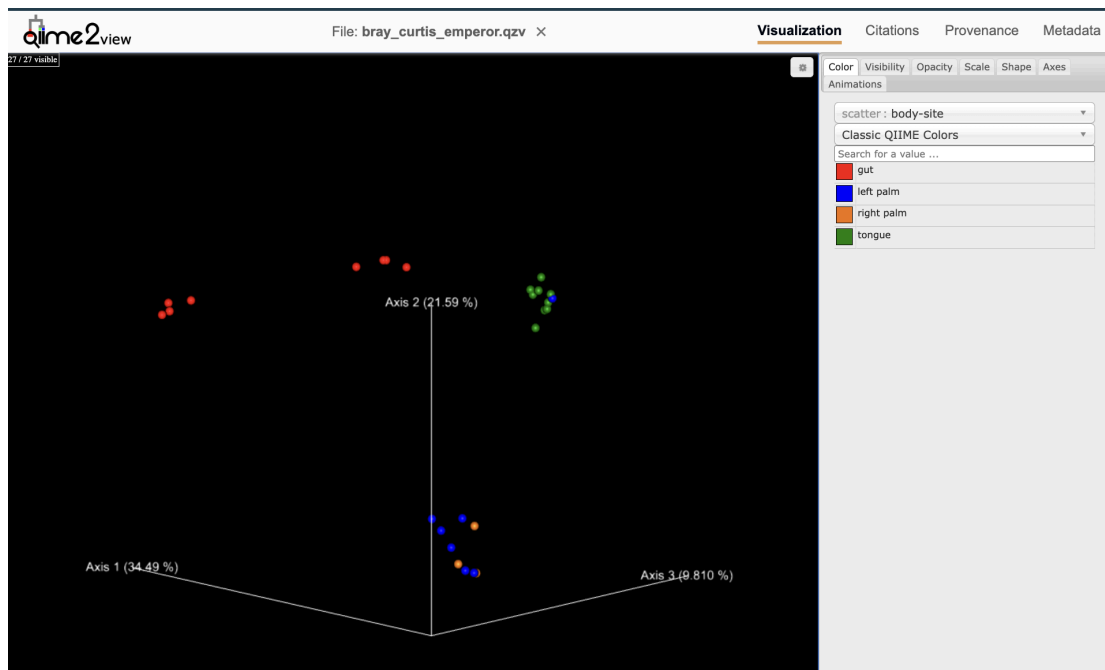 qiime2view
File: bray_curtis_emperor.qzv ×
Visualization Citations Provenance Metadata
27 / 27 visible
Color Visibility Opacity Scale Shape Axes
Animations
scatter : body-site
Classic QIIME Colors
Search for a value ...
gut
left palm
right palm
tongue
Axis 2 (21.59 %)
Axis 1 (34.49 %)
Axis 3 (9.810 %)